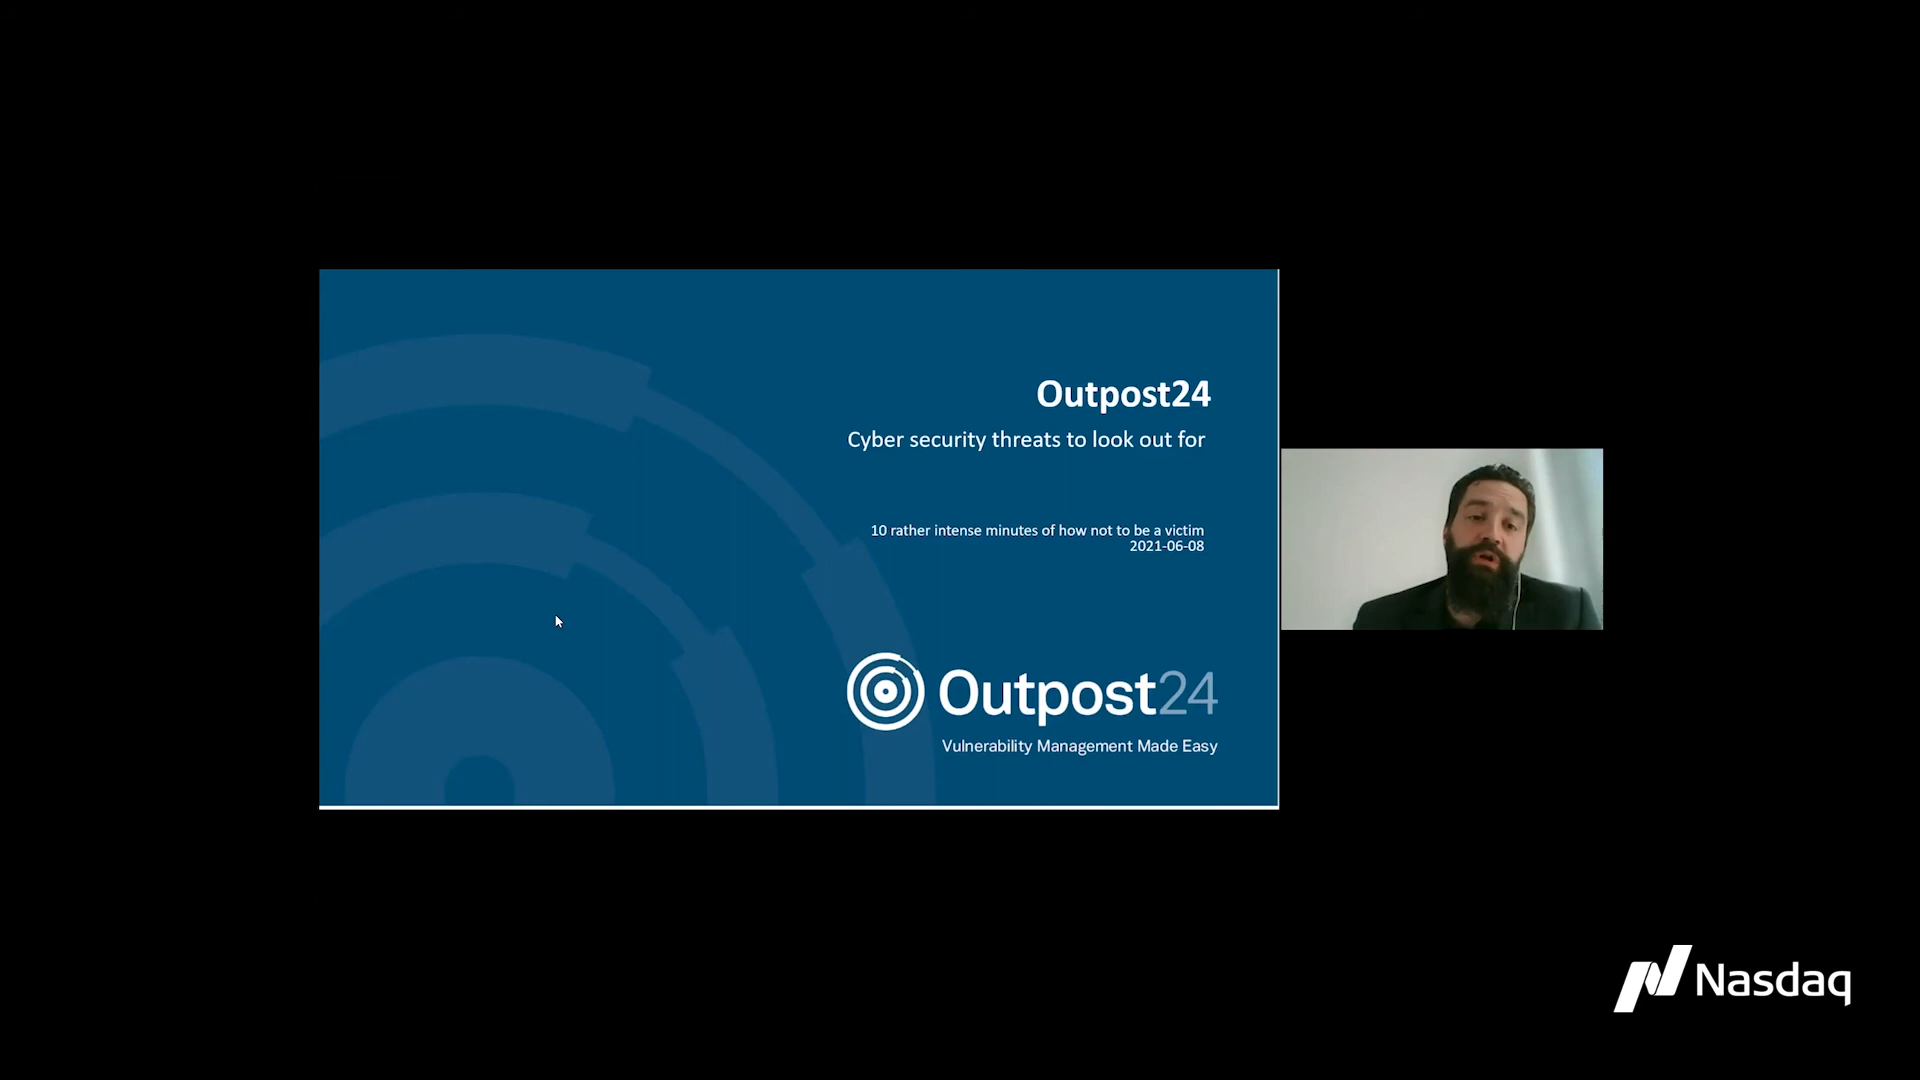 Outpost24
Cyber security threats to look out for
10 rather intense minutes of how not to be a victim
2021-06-08
Outpost24
Vulnerability Management Made Easy
Nasdaq